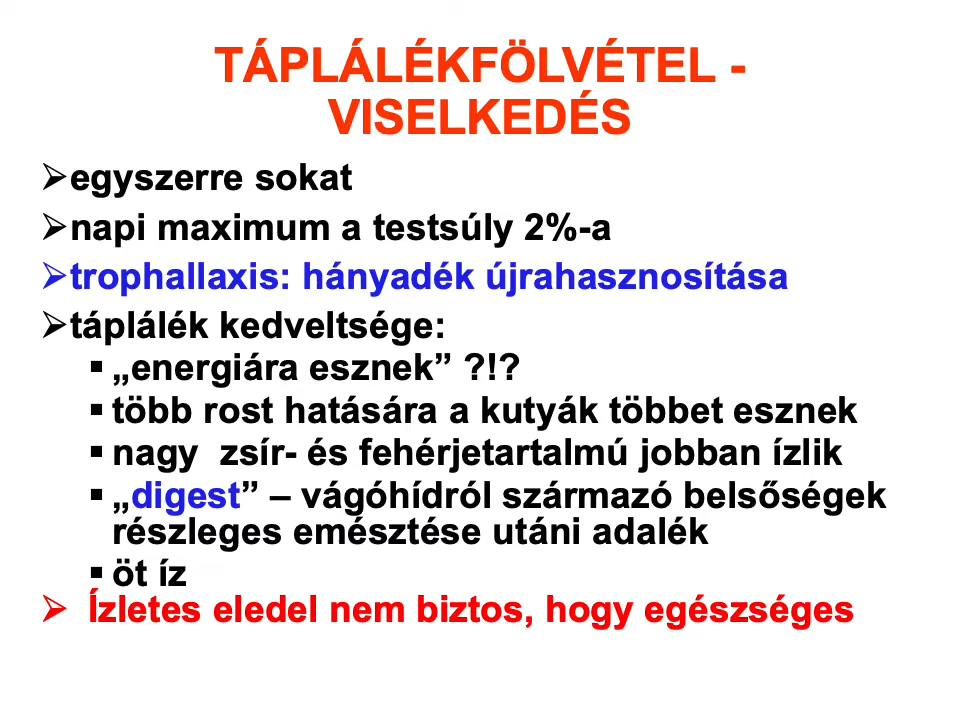 TÁPLÁLÉKFÖLVÉTEL -
VISELKEDÉS
➢egyszerre sokat
➢napi maximum a testsúly 2%-a
➢trophallaxis: hányadék újrahasznosítása
➢táplálék kedveltsége:
▪„energiára esznek” ?!?
▪több rost hatására a kutyák többet esznek
▪nagy zsír- és fehérjetartalmú jobban ízlik
▪„digest” – vágóhídról származó belsőségek
részleges emésztése utáni adalék
▪öt íz
➢ Ízletes eledel nem biztos, hogy egészséges